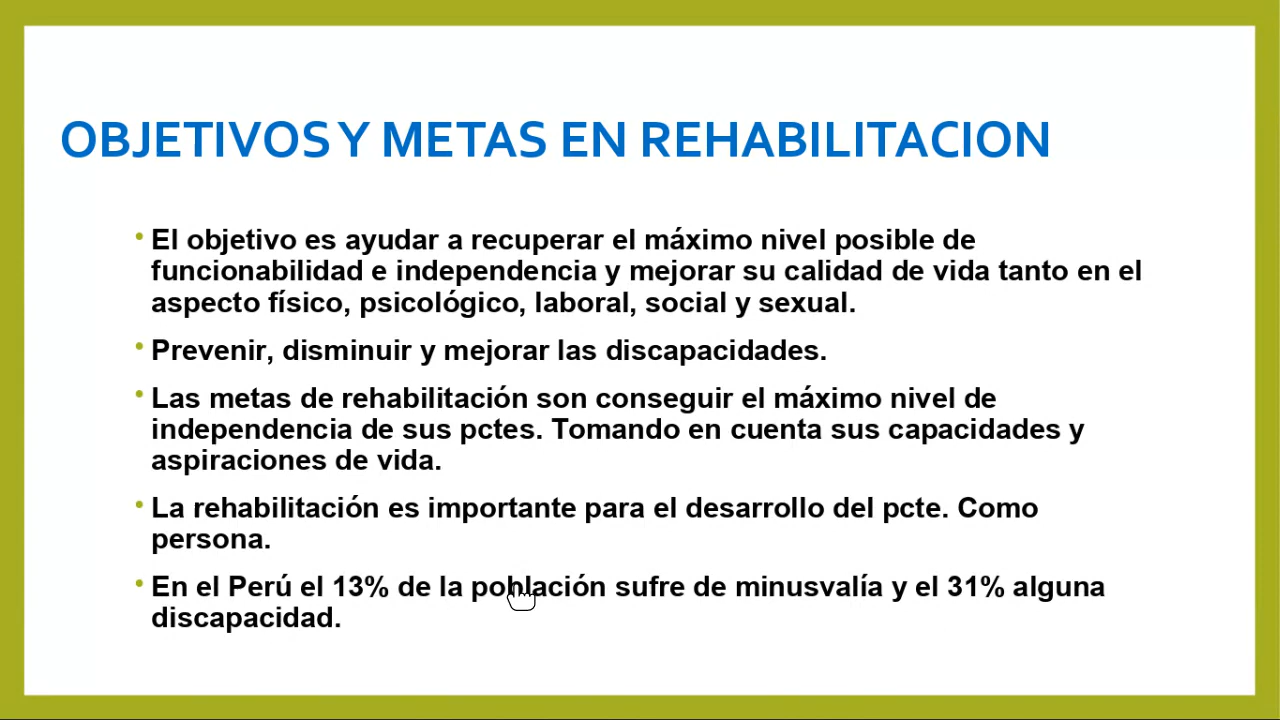 OBJETIVOS Y METAS EN REHABILITACION
• El objetivo es ayudar a recuperar el máximo nivel posible de
funcionabilidad e independencia y mejorar su calidad de vida tanto en el
aspecto físico, psicológico, laboral, social y sexual.
• Prevenir, disminuir y mejorar las discapacidades.
• Las metas de rehabilitación son conseguir el máximo nivel de
independencia de sus pctes. Tomando en cuenta sus capacidades y
aspiraciones de vida.
• La rehabilitación es importante para el desarrollo del pcte. Como
persona.
• En el Perú el 13% de la población sufre de minusvalía y el 31% alguna
discapacidad.